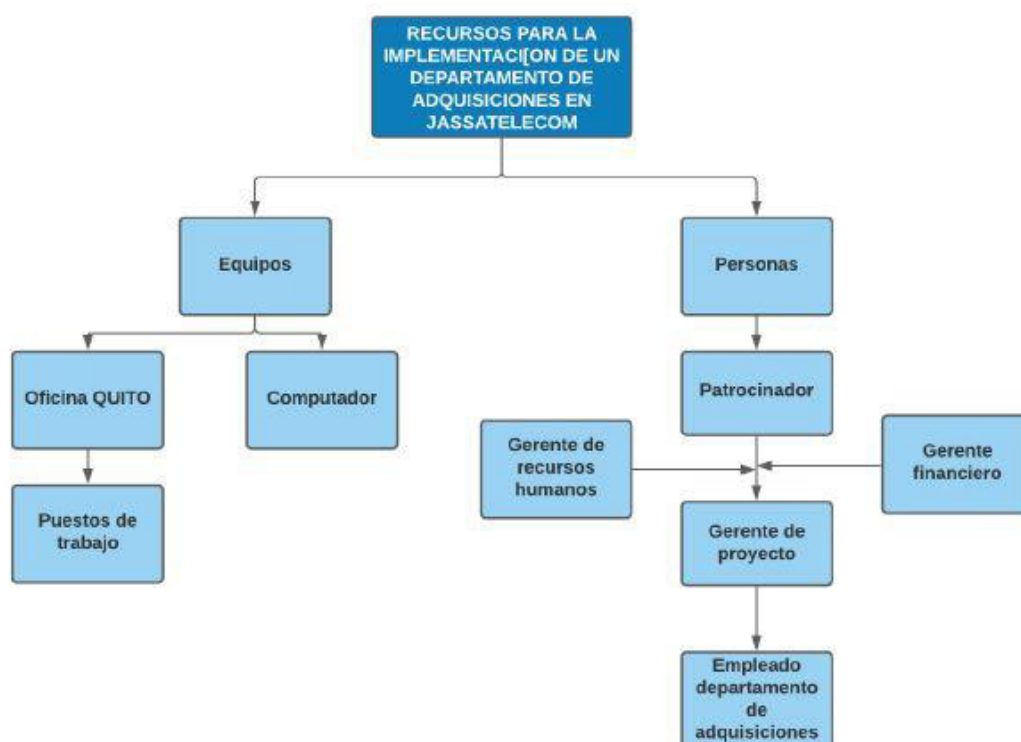 RECURSOS PARA LA
IMPLEMENTACI[ON DE UN
DEPARTAMENTO DE
ADQUISICIONES EN
JASSATELECOM
Equipos
Personas
Oficina QUITO
Computador
Patrocinador
Gerente de
recursos
humanos
Gerente
financiero
Puestos de
trabajo
Gerente de
proyecto
Empleado
departamento
de
adquisiciones